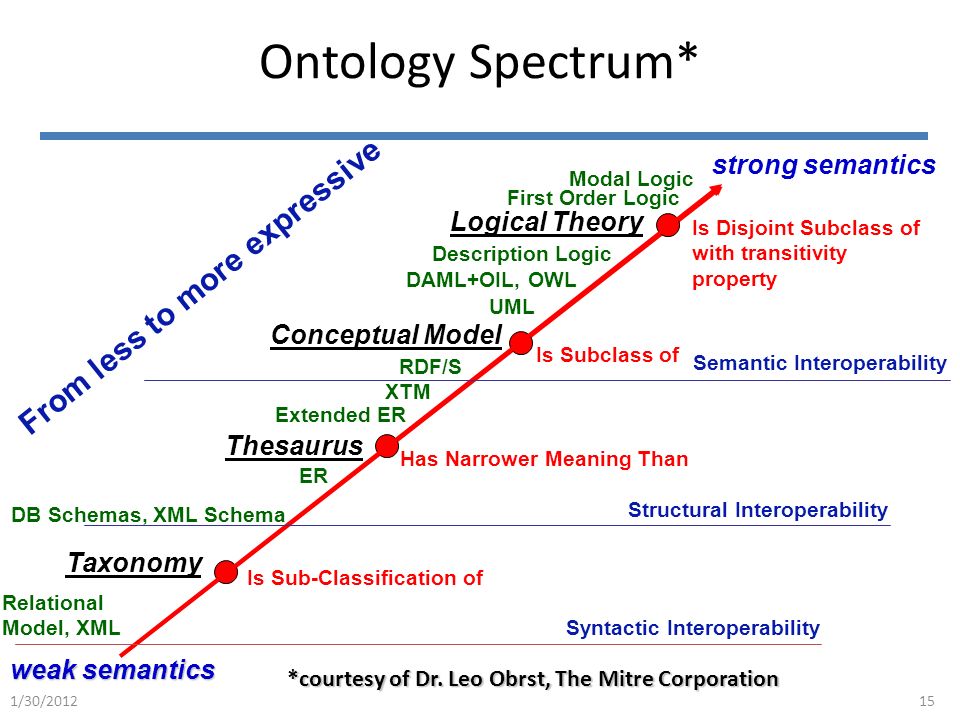 Ontology Spectrum*
From less to more expressive
strong semantics
Modal Logic
First Order Logic
Logical Theory
Is Disjoint Subclass of
with transitivity
property
Description Logic
DAML+OIL, OWL
UML
Conceptual Model
Is Subclass of
Semantic Interoperability
RDF/S
XTM
Extended ER
Thesaurus
Has Narrower Meaning Than
ER
DB Schemas, XML Schema
Structural Interoperability
Taxonomy
Is Sub-Classification of
Relational
Model, XML
Syntactic Interoperability
weak semantics
*courtesy of Dr. Leo Obrst, The Mitre Corporation
1/30/2012
15